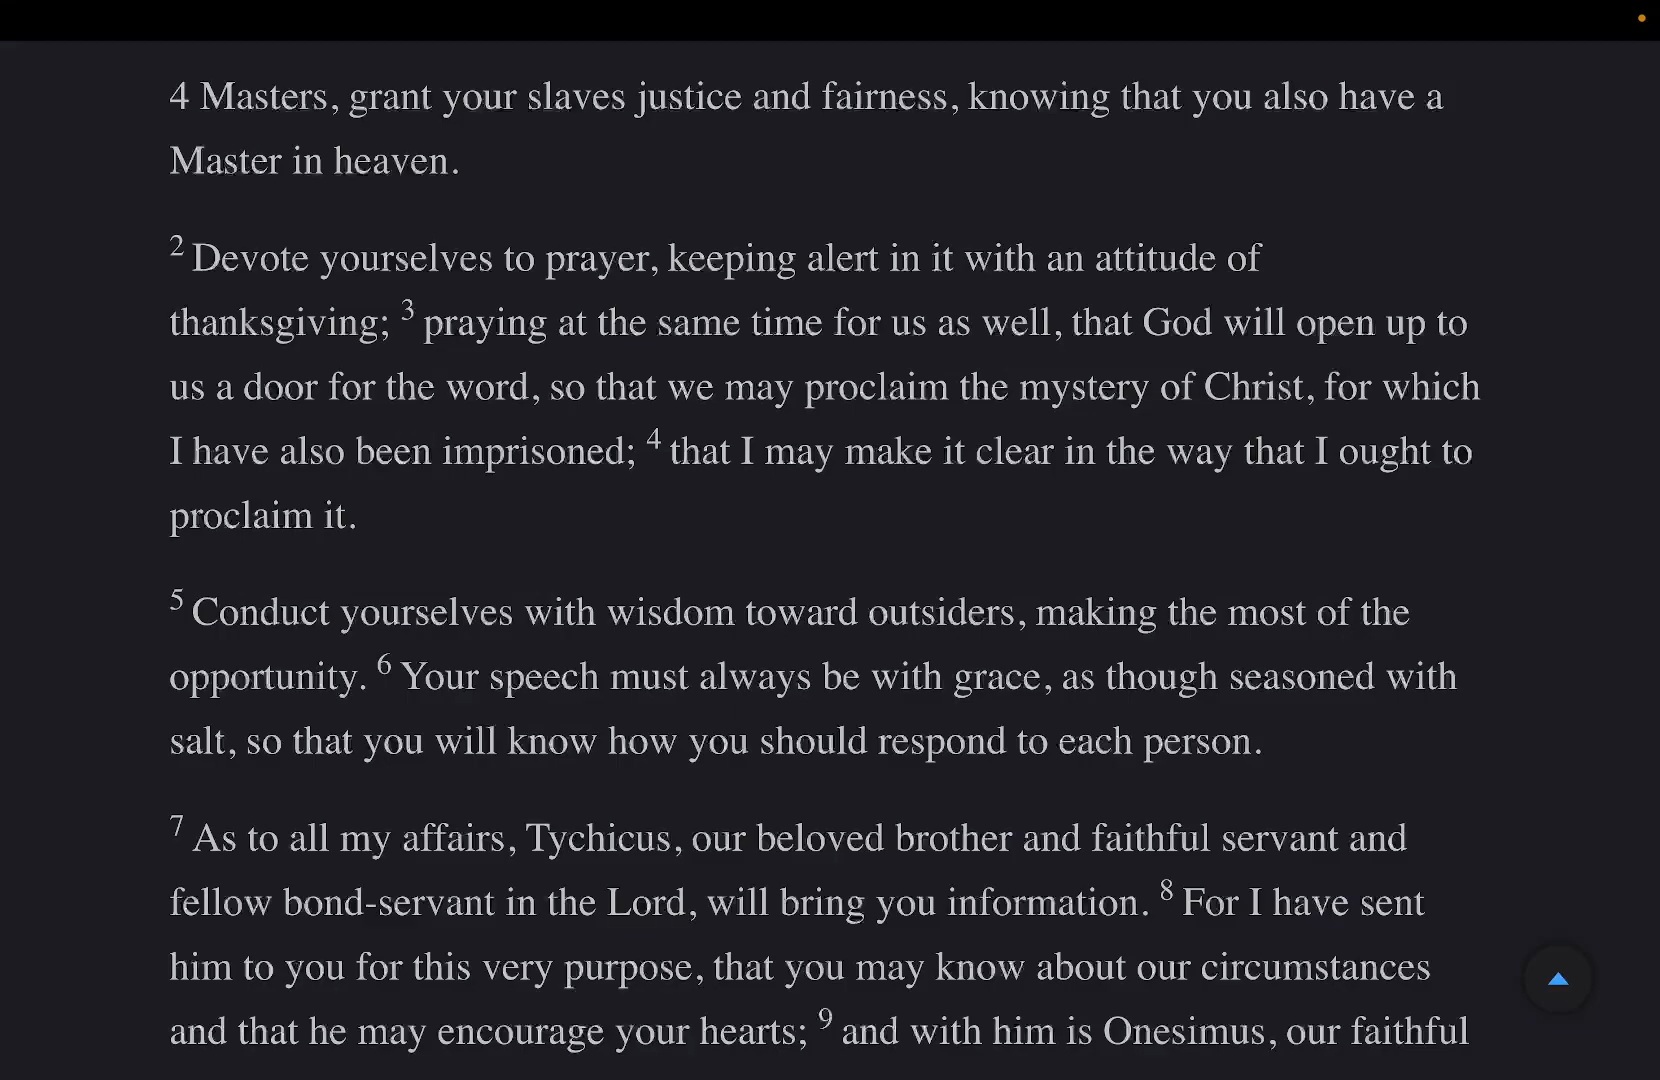 4 Masters, grant your slaves justice and fairness, knowing that you also have a
Master in heaven.
2 Devote yourselves to prayer, keeping alert in it with an attitude of
thanksgiving; 3 praying at the same time for us as well, that God will open up to
us a door for the word, so that we may proclaim the mystery of Christ, for which
I have also been imprisoned; 4 that I may make it clear in the way that I ought to
proclaim it.
5 Conduct yourselves with wisdom toward outsiders, making the most of the
opportunity. 6 Your speech must always be with grace, as though seasoned with
salt, so that you will know how you should respond to each person.
7 As to all my affairs, Tychicus, our beloved brother and faithful servant and
fellow bond-servant in the Lord, will bring you information. 8 For I have sent
him to you for this very purpose, that you may know about our circumstances
and that he may encourage your hearts; 9 and with him is Onesimus, our faithful